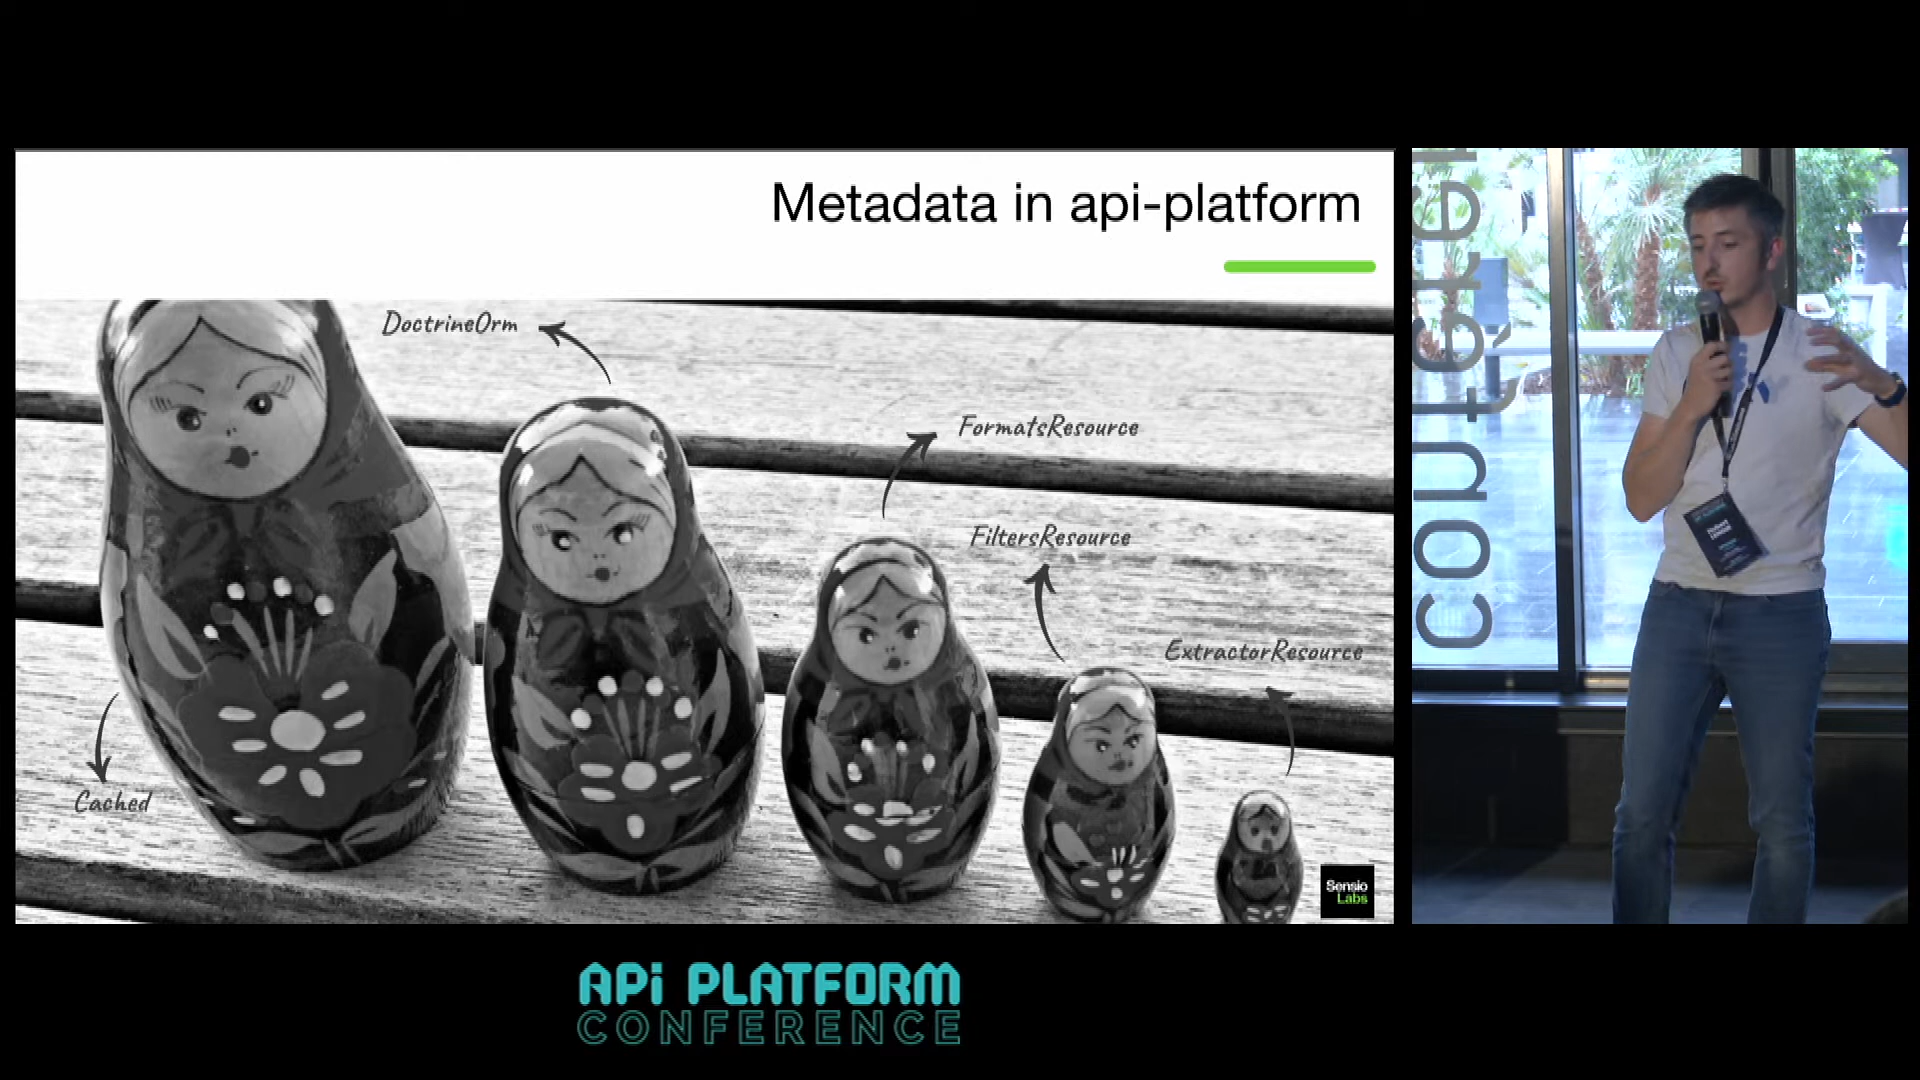 Metadata in api-platform
DoctrineOrm
FormatsResource
FiltersResource
ExtractorResource
Cached
Sensio
Labs
API PLATFORM
CONFERENCE